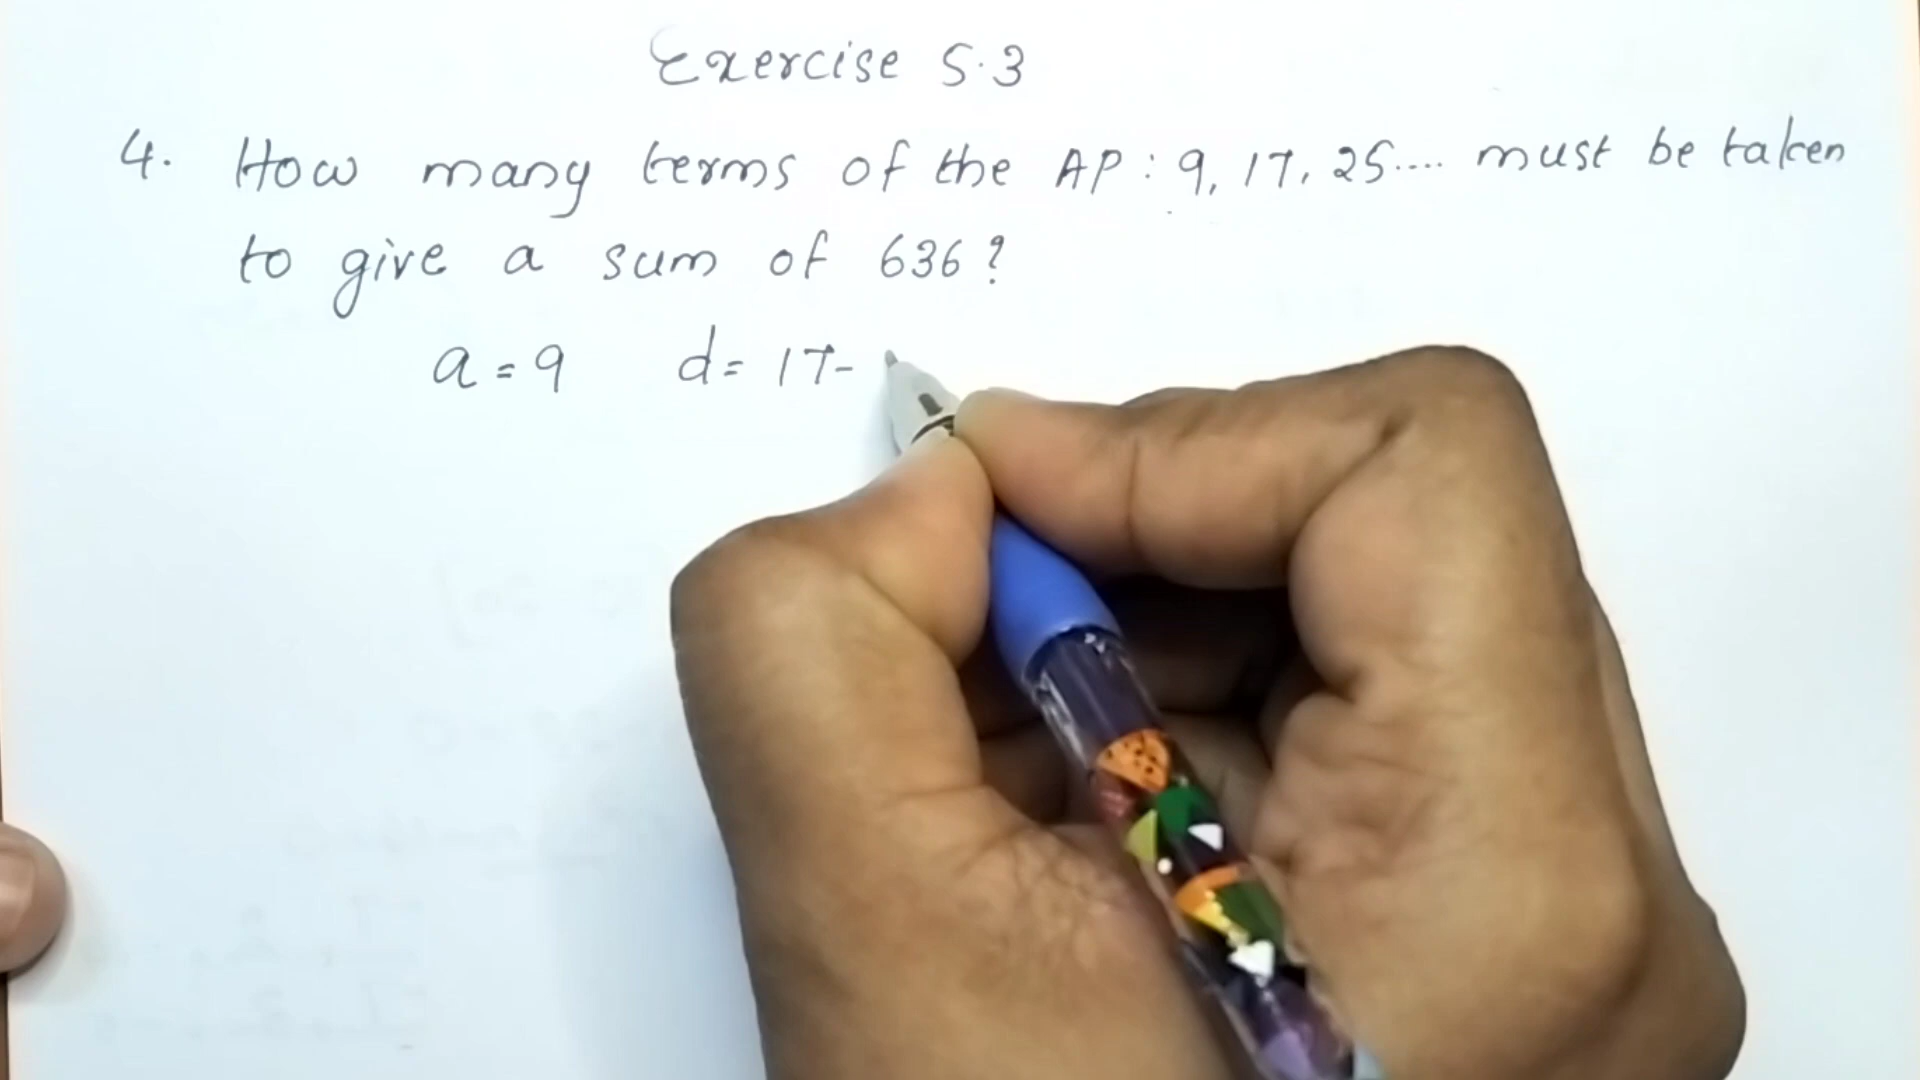 Exercise 5.3
4. How many terms of the AP : 9, 17, 25.... must be taken
to give a sum of 636?
a = 9 d = 17-